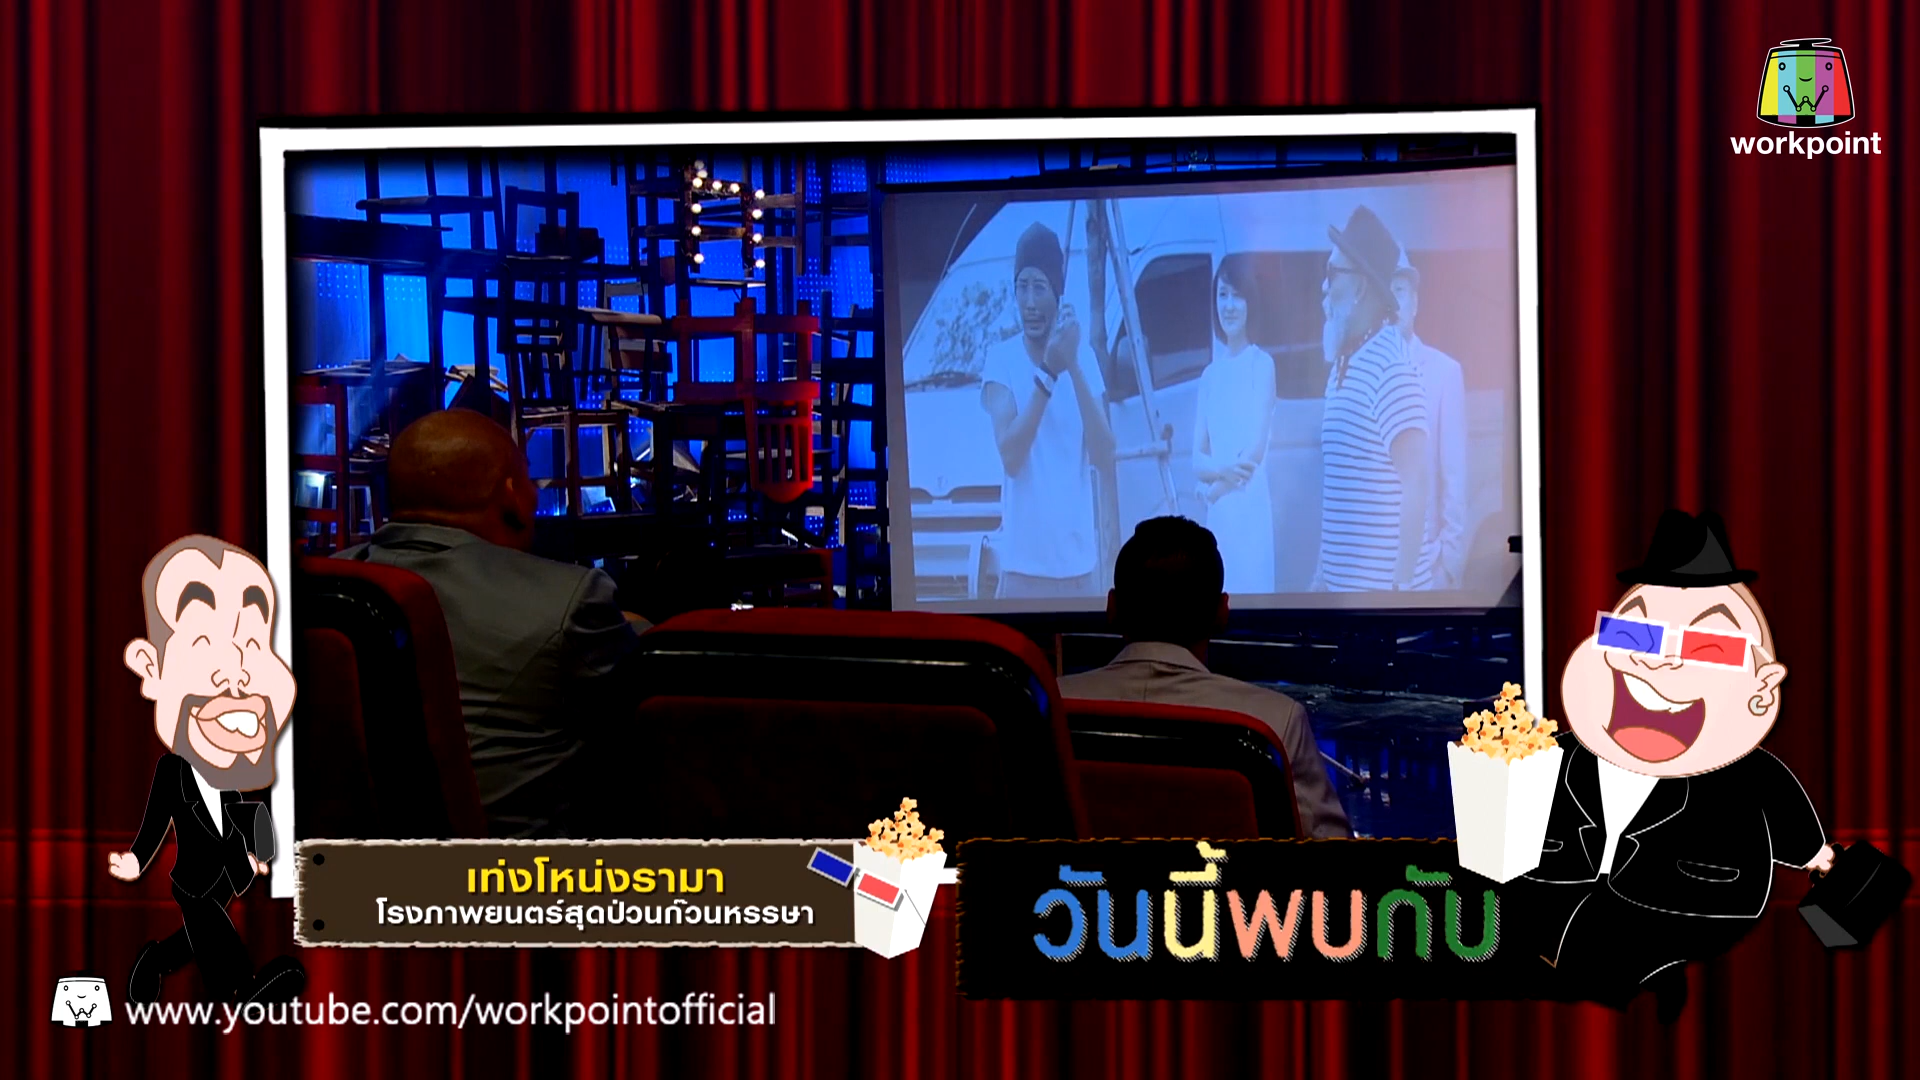 workpoint
เท่งโหน่งรามา
โรงภาพยนตร์สุดป่วนก๊วนหรรษา
วันนี้พบกับ
www.youtube.com/workpointofficial